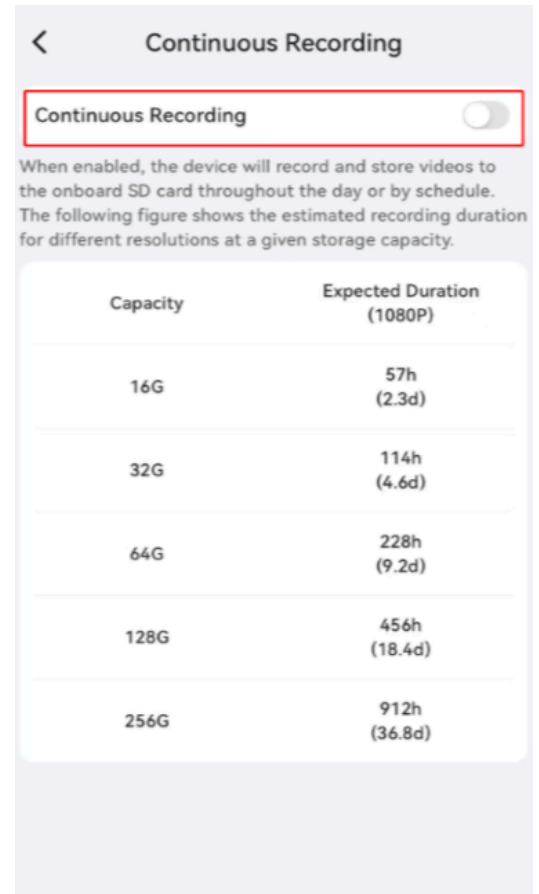 Continuous Recording
Continuous Recording
When enabled, the device will record and store videos to
the onboard SD card throughout the day or by schedule.
The following figure shows the estimated recording duration
for different resolutions at a given storage capacity.
Capacity Expected Duration
(1080P)
16G 57h
(2.3d)
32G 114h
(4.6d)
64G 228h
(9.2d)
128G 456h
(18.4d)
256G 912h
(36.8d)